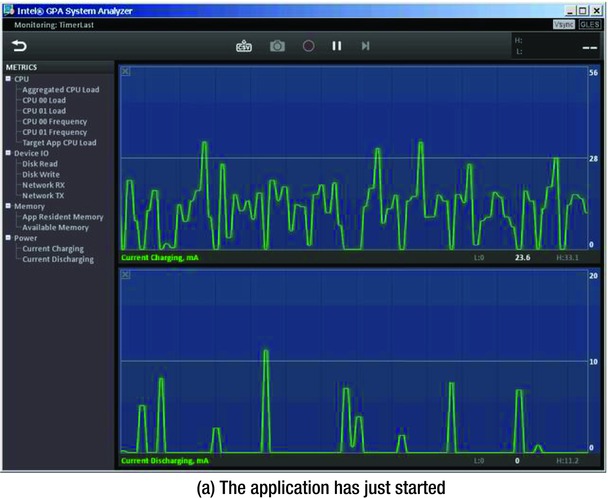 Intel® GPA System Analyzer
Monitoring: TimerLast
Vsync GLES
CSV
H:
L: --
METRICS
CPU
Aggregated CPU Load
CPU 00 Load
CPU 01 Load
CPU 00 Frequency
CPU 01 Frequency
Target App CPU Load
Device IO
Disk Read
Disk Write
Network RX
Network TX
Memory
App Resident Memory
Available Memory
Power
Current Charging
Current Discharging
56
28
0
Current Charging, mA L:0 23.6 H:33.1
20
10
0
Current Discharging, mA L:0 0 H:11.2
(a) The application has just started